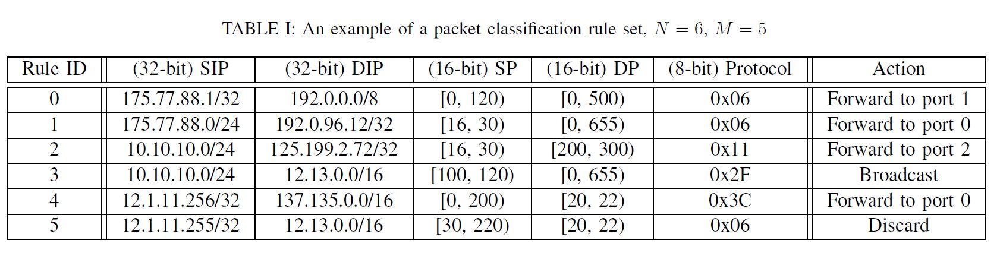 TABLE I: An example of a packet classification rule set, N = 6, M = 5
Rule ID (32-bit) SIP (32-bit) DIP (16-bit) SP (16-bit) DP (8-bit) Protocol Action
0 175.77.88.1/32 192.0.0.0/8 [0, 120) [0, 500) 0x06 Forward to port 1
1 175.77.88.0/24 192.0.96.12/32 [16, 30) [0, 655) 0x06 Forward to port 0
2 10.10.10.0/24 125.199.2.72/32 [16, 30) [200, 300) 0x11 Forward to port 2
3 10.10.10.0/24 12.13.0.0/16 [100, 120) [0, 655) 0x2F Broadcast
4 12.1.11.256/32 137.135.0.0/16 [0, 200) [20, 22) 0x3C Forward to port 0
5 12.1.11.255/32 12.13.0.0/16 [30, 220) [20, 22) 0x06 Discard